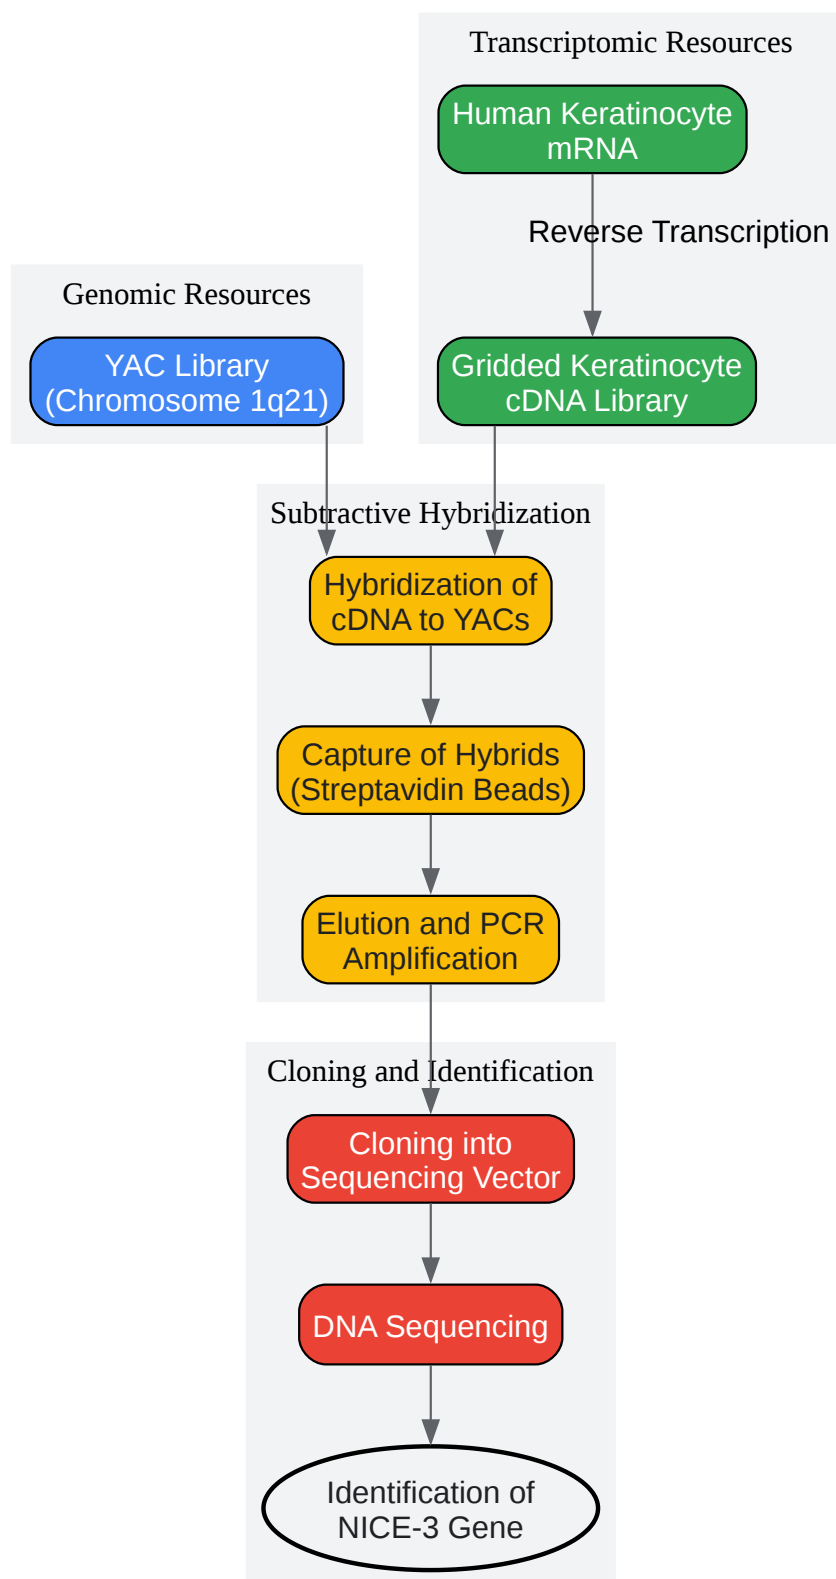 Transcriptomic Resources
Human Keratinocyte
mRNA
Reverse Transcription
Genomic Resources
YAC Library
(Chromosome 1q21)
Gridded Keratinocyte
cDNA Library
Subtractive Hybridization
Hybridization of
cDNA to YACs
Capture of Hybrids
(Streptavidin Beads)
Elution and PCR
Amplification
Cloning and Identification
Cloning into
Sequencing Vector
DNA Sequencing
Identification of
NICE-3 Gene